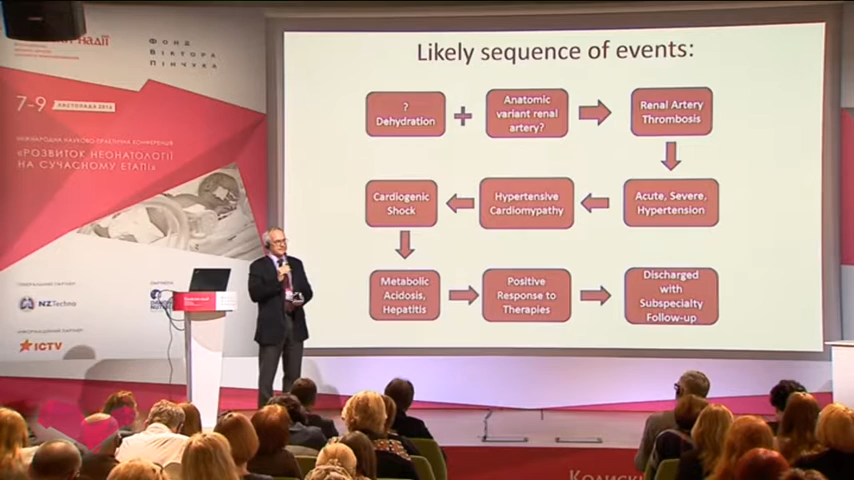 надії
ФОНД
ВІКТОРА
ПІНЧУКА
7-9
ЛИСТОПАДА
МІЖНАРОДНА НАУКОВО-ПРАКТИЧНА КОНФЕРЕНЦІЯ
«РОЗВИТОК НЕОНАТОЛОГІЇ
НА СУЧАСНОМУ ЕТАПІ»
NZTechno
ICTV
Likely sequence of events:
?
Dehydration
+
Anatomic
variant renal
artery?
Renal Artery
Thrombosis
Acute, Severe,
Hypertension
Hypertensive
Cardiomypathy
Cardiogenic
Shock
Metabolic
Acidosis,
Hepatitis
Positive
Response to
Therapies
Discharged
with
Subspecialty
Follow-up